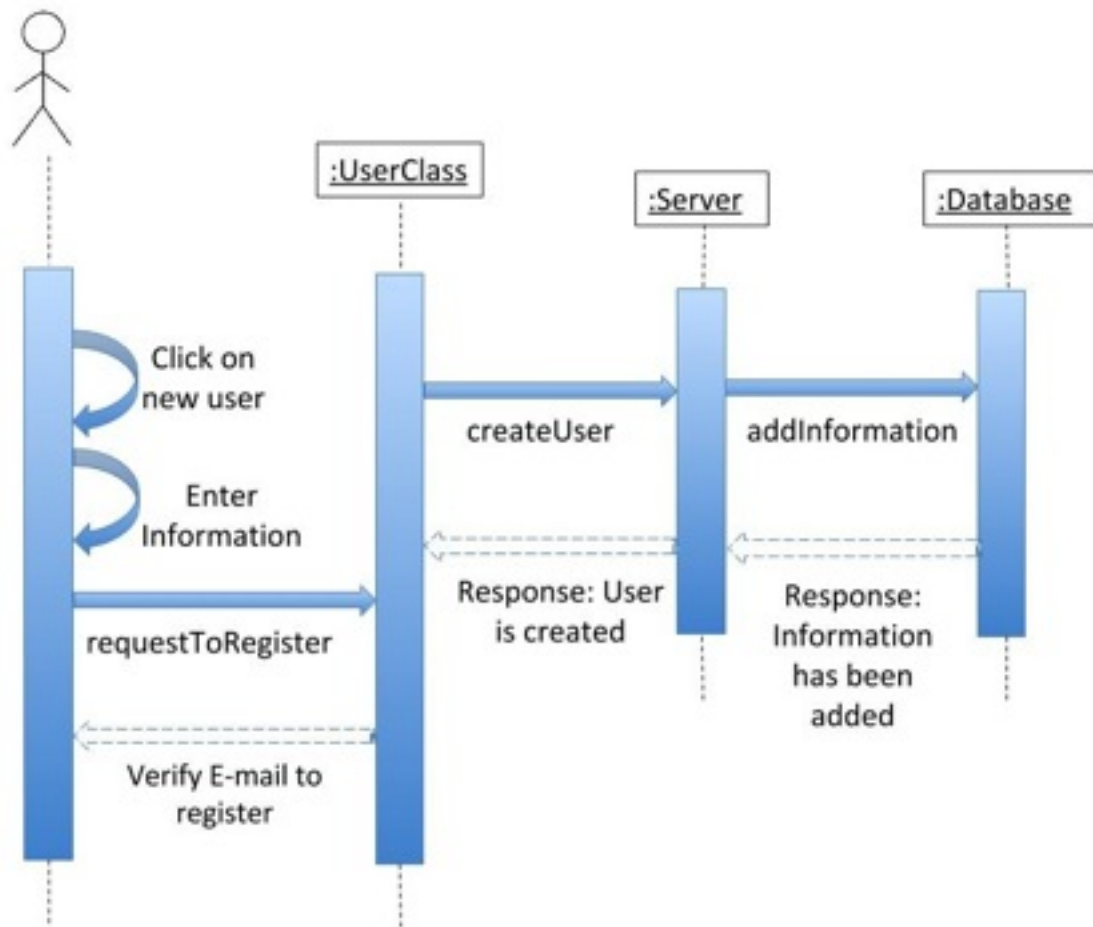 :UserClass
:Server
:Database
Click on
new user
createUser
addInformation
Enter
Information
Response: User
is created
Response:
Information
has been
added
requestToRegister
Verify E-mail to
register